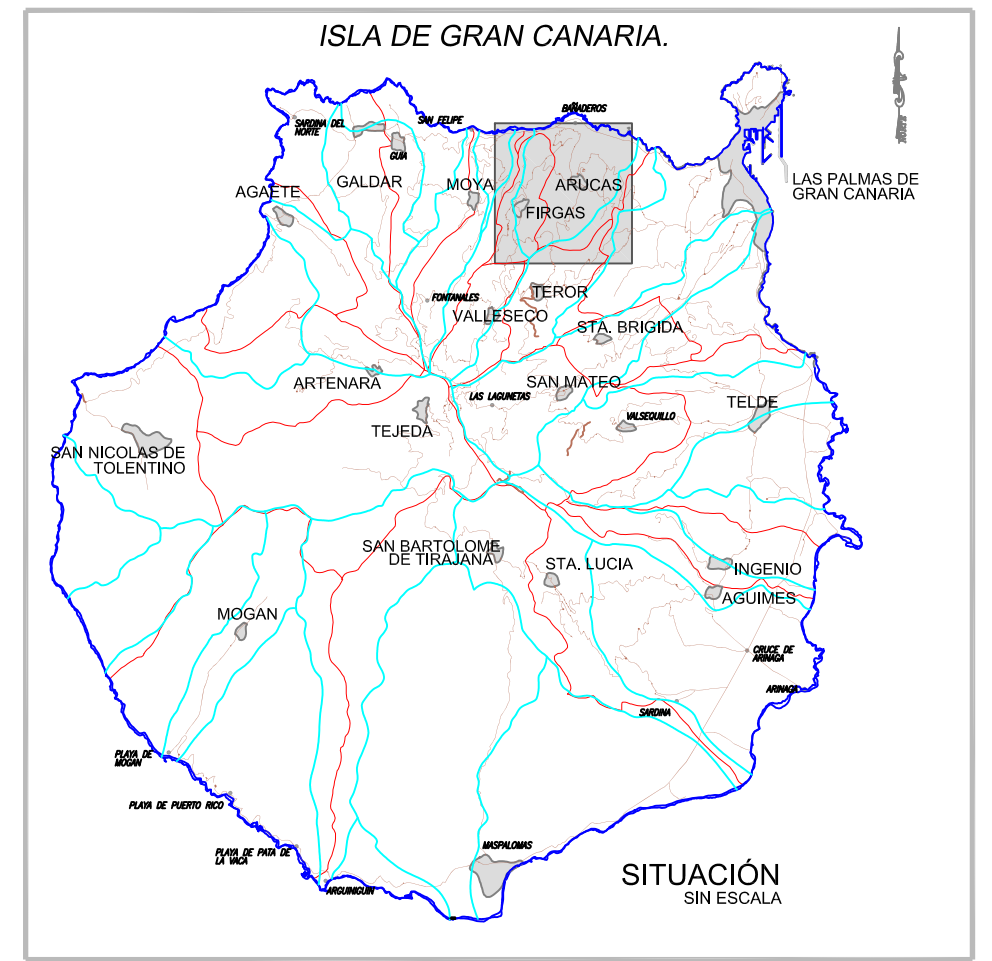 ISLA DE GRAN CANARIA.
BAÑADEROS
SARDINA DEL
NORTE
SAN FELIPE
GUIA
GALDAR
MOYA
ARUCAS
LAS PALMAS DE
GRAN CANARIA
AGAETE
FIRGAS
TEROR
FONTANALES
VALLESECO
STA. BRIGIDA
ARTENARA
SAN MATEO
LAS LAGUNETAS
TELDE
VALSEQUILLO
TEJEDA
SAN NICOLAS DE
TOLENTINO
SAN BARTOLOME
DE TIRAJANA
STA. LUCIA
INGENIO
AGUIMES
MOGAN
CRUCE DE
ARINAGA
ARINAGA
SARDINA
PLAYA DE
MOGAN
PLAYA DE PUERTO RICO
PLAYA DE PATA DE
LA VACA
MASPALOMAS
ARGUINIGUIN
SITUACIÓN
SIN ESCALA